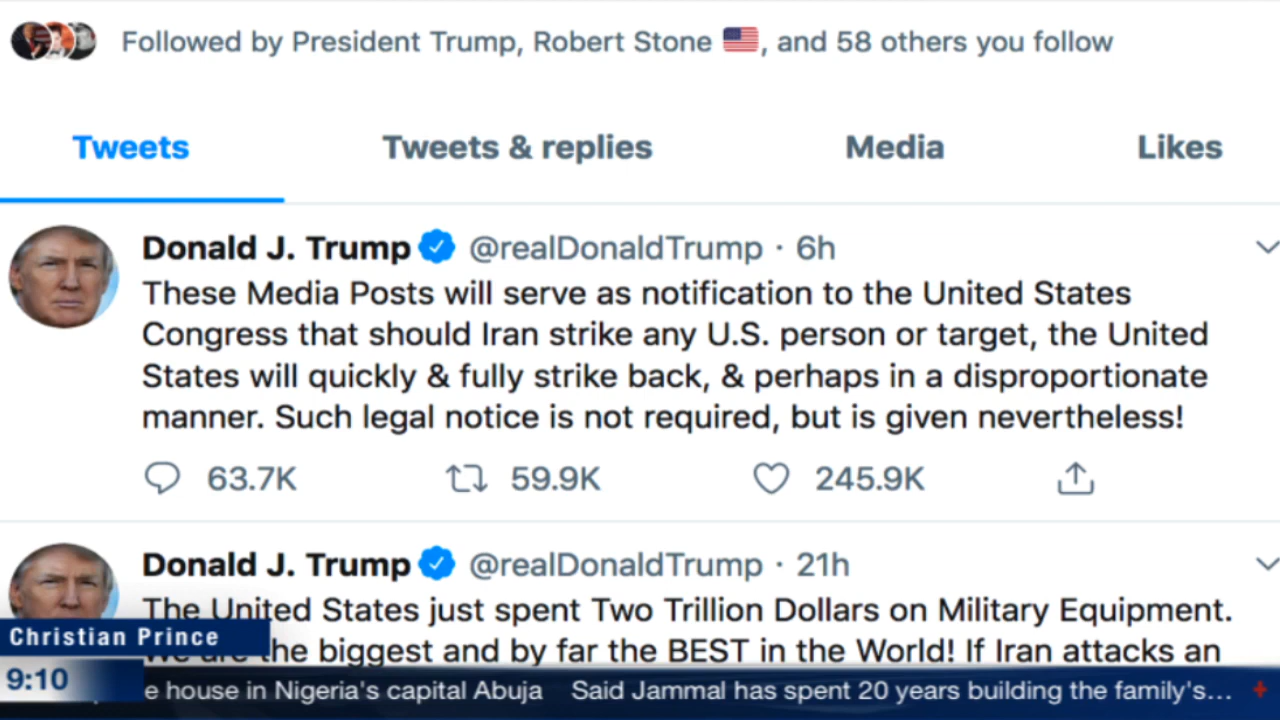 Followed by President Trump, Robert Stone 🇺🇸, and 58 others you follow
Tweets Tweets & replies Media Likes
Donald J. Trump @realDonaldTrump · 6h
These Media Posts will serve as notification to the United States
Congress that should Iran strike any U.S. person or target, the United
States will quickly & fully strike back, & perhaps in a disproportionate
manner. Such legal notice is not required, but is given nevertheless!
63.7K 59.9K 245.9K
Donald J. Trump @realDonaldTrump · 21h
The United States just spent Two Trillion Dollars on Military Equipment.
Christian Prince
We are the biggest and by far the BEST in the World! If Iran attacks an
9:10
e house in Nigeria's capital Abuja Said Jammal has spent 20 years building the family's...